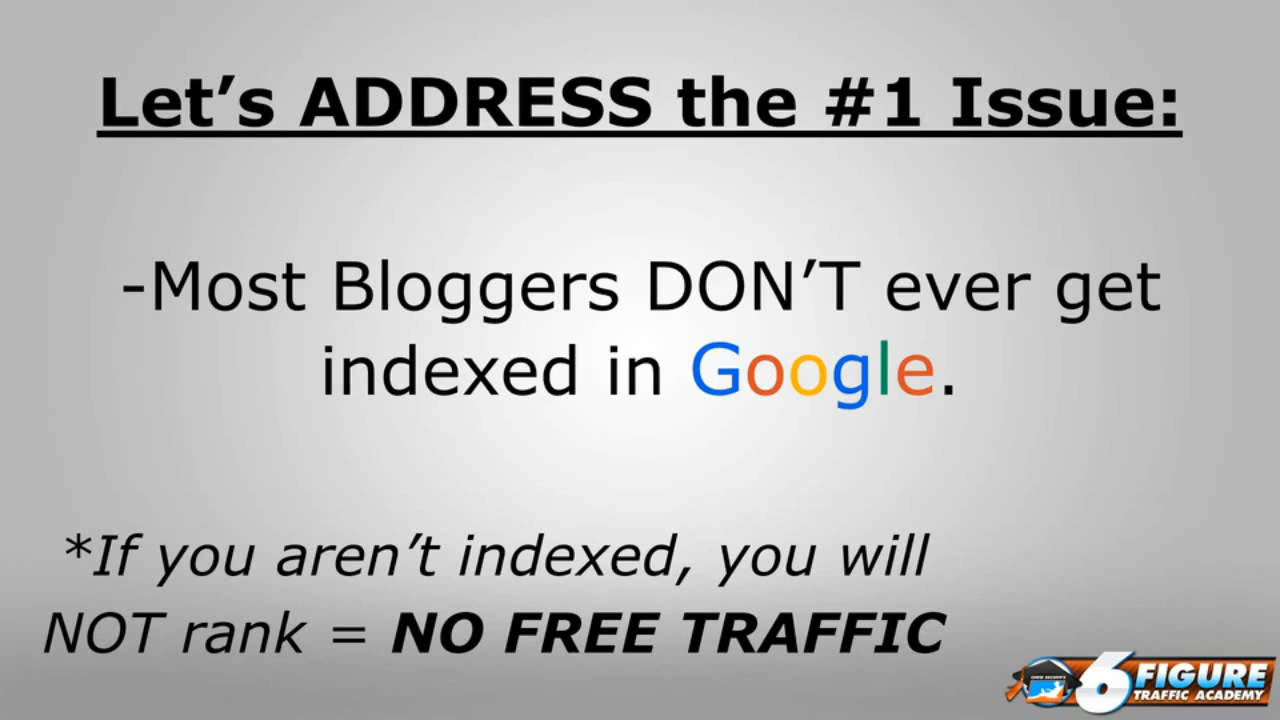 Let’s ADDRESS the #1 Issue:
-Most Bloggers DON’T ever get
indexed in Google.
*If you aren’t indexed, you will
NOT rank = NO FREE TRAFFIC
6 FIGURE
TRAFFIC ACADEMY